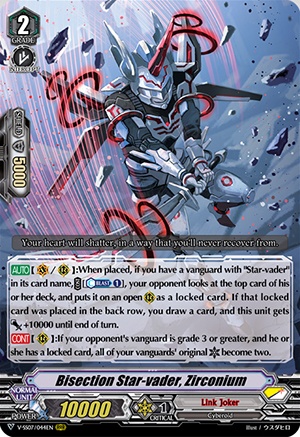 2
GRADE
INTERCEPT
SHIELD
5000
Your heart will shatter, in a way that you'll never recover from.
AUTO [ / ]1:When placed, if you have a vanguard with "Star-vader"
in its card name, [BLAST 1], your opponent looks at the top card of his
or her deck, and puts it on an open as a locked card. If that locked
card was placed in the back row, you draw a card, and this unit gets
+10000 until end of turn.
CONT [ ]1:If your opponent's vanguard is grade 3 or greater, and he or
she has a locked card, all of your vanguards' original become two.
Bisection Star-vader, Zirconium
NORMAL UNIT
POWER
10000
1
CRITICAL
Link Joker
Cyberoid
V-SS07/044EN RRR
Illust / ウスダヒロ